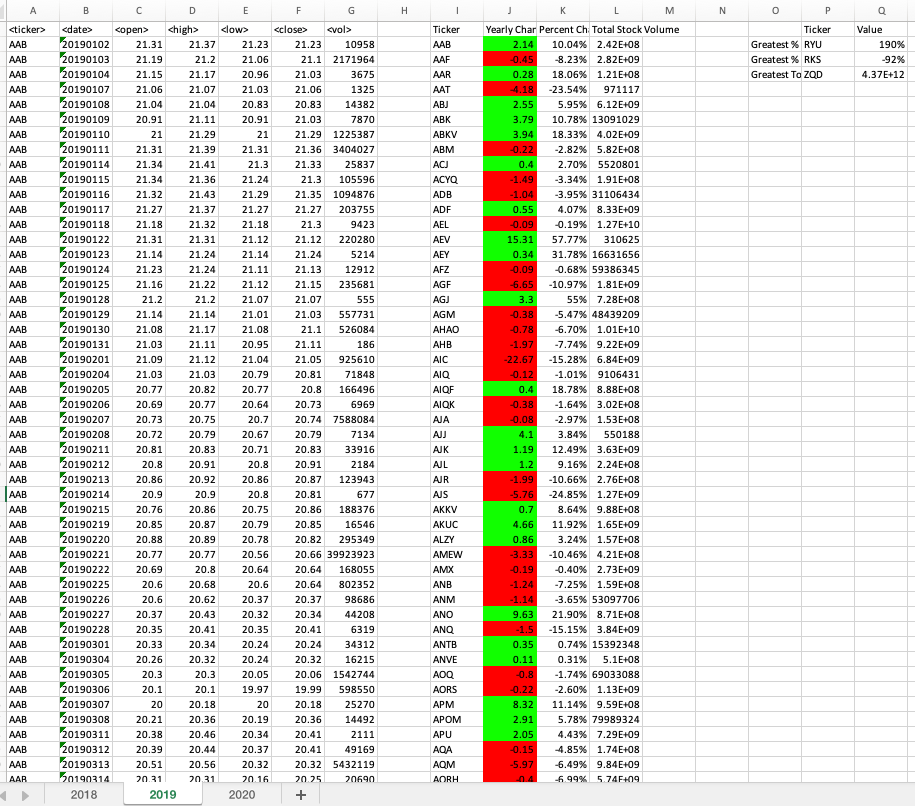 A B C D E F G H I J K L M N O P Q
<ticker> <date> <open> <high> <low> <close> <vol> Ticker Yearly Char Percent Ch Total Stock Volume Ticker Value
AAB 20190102 21.31 21.37 21.23 21.23 10958 AAB 2.14 10.04% 2.42E+08 Greatest % RYU 190%
AAB 20190103 21.19 21.2 21.06 21.1 2171964 AAF -0.45 -8.23% 2.82E+09 Greatest % RKS -92%
AAB 20190104 21.15 21.17 20.96 21.03 3675 AAR 0.28 18.06% 1.21E+08 Greatest To ZQD 4.37E+12
AAB 20190107 21.06 21.07 21.03 21.06 1325 AAT -4.18 -23.54% 971117
AAB 20190108 21.04 21.04 20.83 20.83 14382 ABJ 2.55 5.95% 6.12E+09
AAB 20190109 20.91 21.11 20.91 21.03 7870 ABK 3.79 10.78% 13091029
AAB 20190110 21 21.29 21 21.29 1225387 ABKV 3.94 18.33% 4.02E+09
AAB 20190111 21.31 21.39 21.31 21.36 3404027 ABM -0.22 -2.82% 5.82E+08
AAB 20190114 21.34 21.41 21.3 21.33 25837 ACJ 0.4 2.70% 5520801
AAB 20190115 21.34 21.36 21.24 21.3 105596 ACYQ -1.49 -3.34% 1.91E+08
AAB 20190116 21.32 21.43 21.29 21.35 1094876 ADB -1.04 -3.95% 31106434
AAB 20190117 21.27 21.37 21.27 21.27 203755 ADF 0.55 4.07% 8.33E+09
AAB 20190118 21.18 21.32 21.18 21.3 9423 AEL -0.09 -0.19% 1.27E+10
AAB 20190122 21.31 21.31 21.12 21.12 220280 AEV 15.31 57.77% 310625
AAB 20190123 21.14 21.24 21.14 21.24 5214 AEY 0.34 31.78% 16631656
AAB 20190124 21.23 21.24 21.11 21.13 12912 AFZ -0.09 -0.68% 59386345
AAB 20190125 21.16 21.22 21.12 21.15 235681 AGF -6.65 -10.97% 1.81E+09
AAB 20190128 21.2 21.2 21.07 21.07 555 AGJ 3.3 55% 7.28E+08
AAB 20190129 21.14 21.14 21.01 21.03 557731 AGM -0.38 -5.47% 48439209
AAB 20190130 21.08 21.17 21.08 21.1 526084 AHAO -0.78 -6.70% 1.01E+10
AAB 20190131 21.03 21.11 20.95 21.11 186 AHB -1.97 -7.74% 9.22E+09
AAB 20190201 21.09 21.12 21.04 21.05 925610 AIC -22.67 -15.28% 6.84E+09
AAB 20190204 21.03 21.03 20.79 20.81 71848 AIQ -0.12 -1.01% 9106431
AAB 20190205 20.77 20.82 20.77 20.8 166496 AIQF 0.4 18.78% 8.88E+08
AAB 20190206 20.69 20.77 20.64 20.73 6969 AIQK -0.38 -1.64% 3.02E+08
AAB 20190207 20.73 20.75 20.7 20.74 7588084 AJA -0.08 -2.97% 1.53E+08
AAB 20190208 20.72 20.79 20.67 20.79 7134 AJJ 4.1 3.84% 550188
AAB 20190211 20.81 20.83 20.71 20.83 33916 AJK 1.19 12.49% 3.63E+09
AAB 20190212 20.8 20.91 20.8 20.91 2184 AJL 1.2 9.16% 2.24E+08
AAB 20190213 20.86 20.92 20.86 20.87 123943 AJR -1.99 -10.66% 2.76E+08
AAB 20190214 20.9 20.9 20.8 20.81 677 AJS -5.76 -24.85% 1.27E+09
AAB 20190215 20.76 20.86 20.75 20.86 188376 AKKV 0.7 8.64% 9.88E+08
AAB 20190219 20.85 20.87 20.79 20.85 16546 AKUC 4.66 11.92% 1.65E+09
AAB 20190220 20.88 20.89 20.78 20.82 295349 ALZY 0.86 3.24% 1.57E+08
AAB 20190221 20.77 20.77 20.56 20.66 39923923 AMEW -3.33 -10.46% 4.21E+08
AAB 20190222 20.69 20.8 20.64 20.64 168055 AMX -0.19 -0.40% 2.73E+09
AAB 20190225 20.6 20.68 20.6 20.64 802352 ANB -1.24 -7.25% 1.59E+08
AAB 20190226 20.6 20.62 20.37 20.37 98686 ANM -1.14 -3.65% 53097706
AAB 20190227 20.37 20.43 20.32 20.34 44208 ANO 9.63 21.90% 8.71E+08
AAB 20190228 20.35 20.41 20.35 20.41 6319 ANQ -1.5 -15.15% 3.84E+09
AAB 20190301 20.33 20.34 20.24 20.24 34312 ANTB 0.35 0.74% 15392348
AAB 20190304 20.26 20.32 20.24 20.32 16215 ANVE 0.11 0.31% 5.1E+08
AAB 20190305 20.3 20.3 20.05 20.06 1542744 AOQ -0.8 -1.74% 69033088
AAB 20190306 20.1 20.1 19.97 19.99 598550 AORS -0.22 -2.60% 1.13E+09
AAB 20190307 20 20.18 20 20.18 25270 APM 8.32 11.14% 9.59E+08
AAB 20190308 20.21 20.36 20.19 20.36 14492 APOM 2.91 5.78% 79989324
AAB 20190311 20.38 20.46 20.34 20.41 2111 APU 2.05 4.43% 7.29E+09
AAB 20190312 20.39 20.44 20.37 20.41 49169 AQA -0.15 -4.85% 1.74E+08
AAB 20190313 20.51 20.56 20.32 20.32 5432119 AQM -5.97 -6.49% 9.84E+09
AAB 20190314 20.31 20.31 20.16 20.25 20690 AQRH -0.4 -6.99% 5.74E+09
2018 2019 2020 +